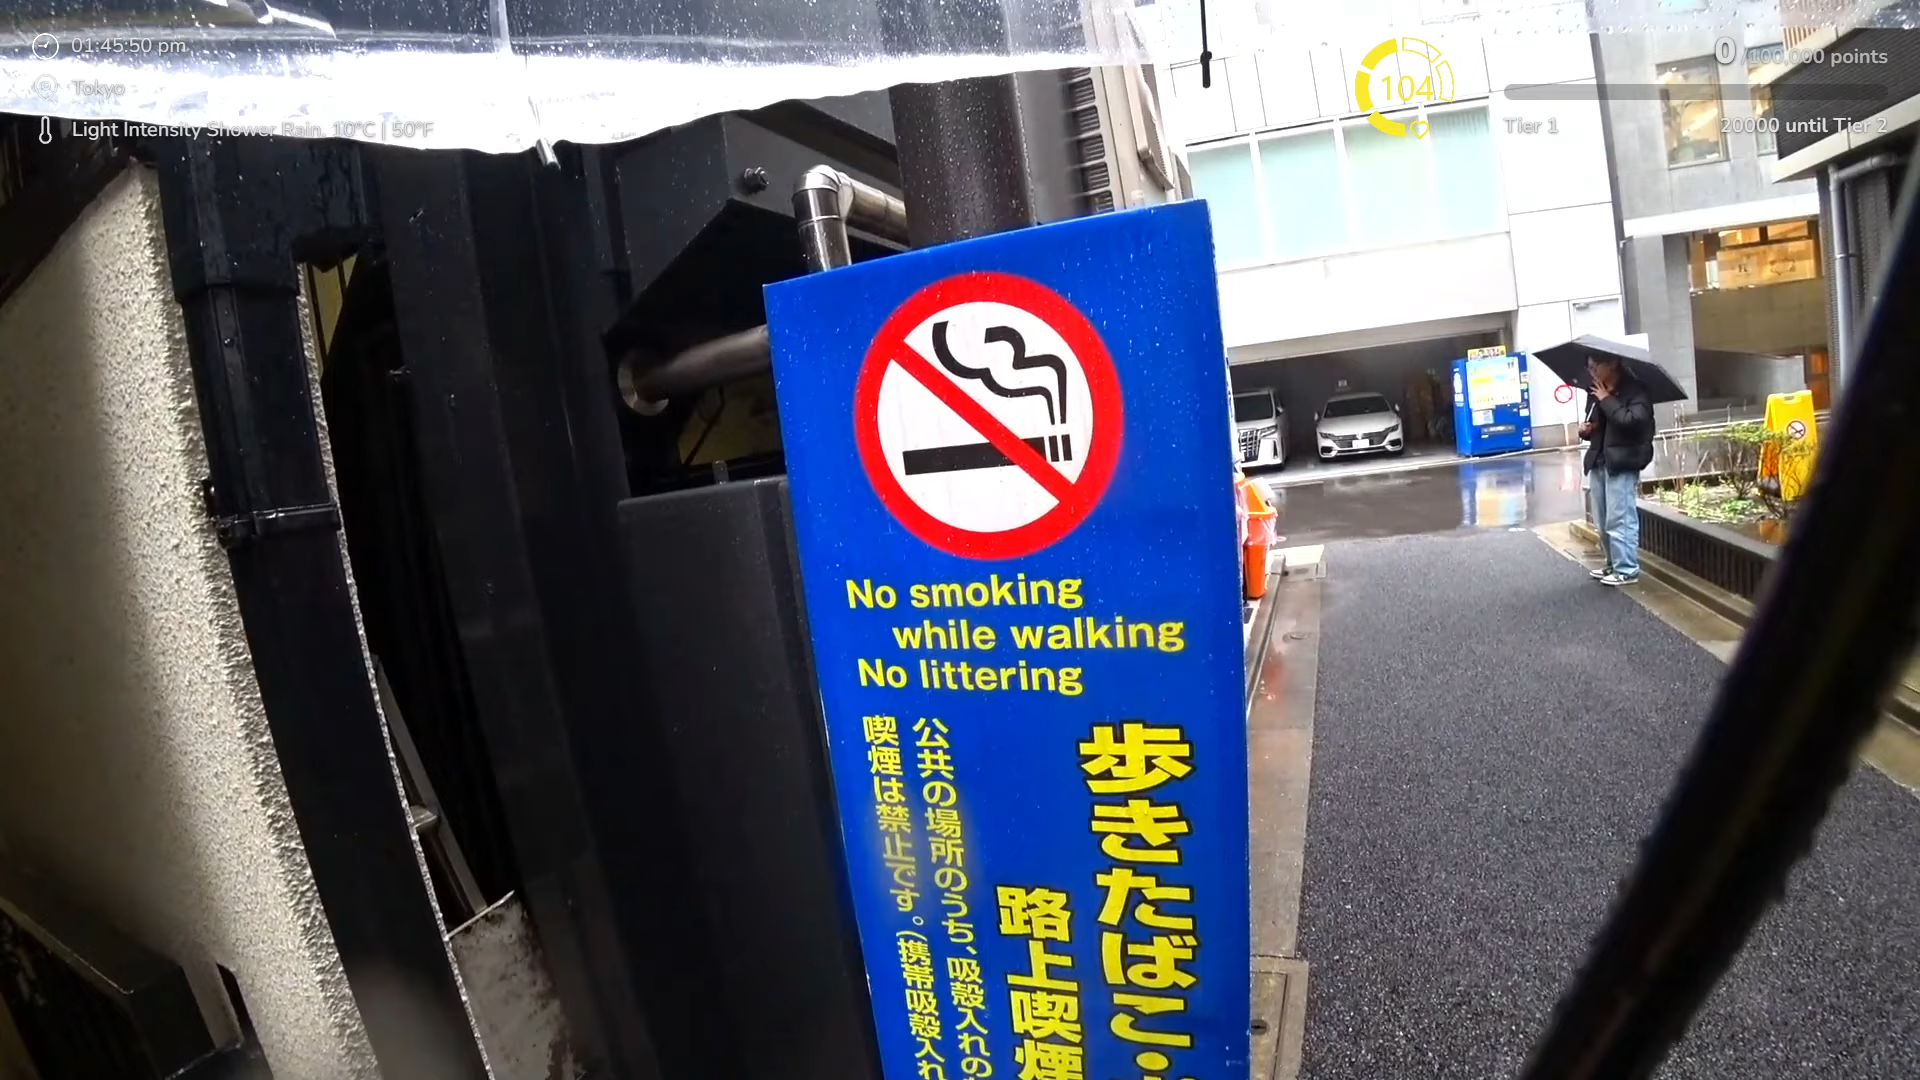 01:45:50 pm
Tokyo
Light Intensity Shower Rain, 10°C | 50°F
104
0 /100,000 points
Tier 1
20000 until Tier 2
No smoking
while walking
No littering
歩きたばこ・
路上喫煙
公共の場所のうち、吸殻入れの
喫煙は禁止です。(携帯吸殻入れ